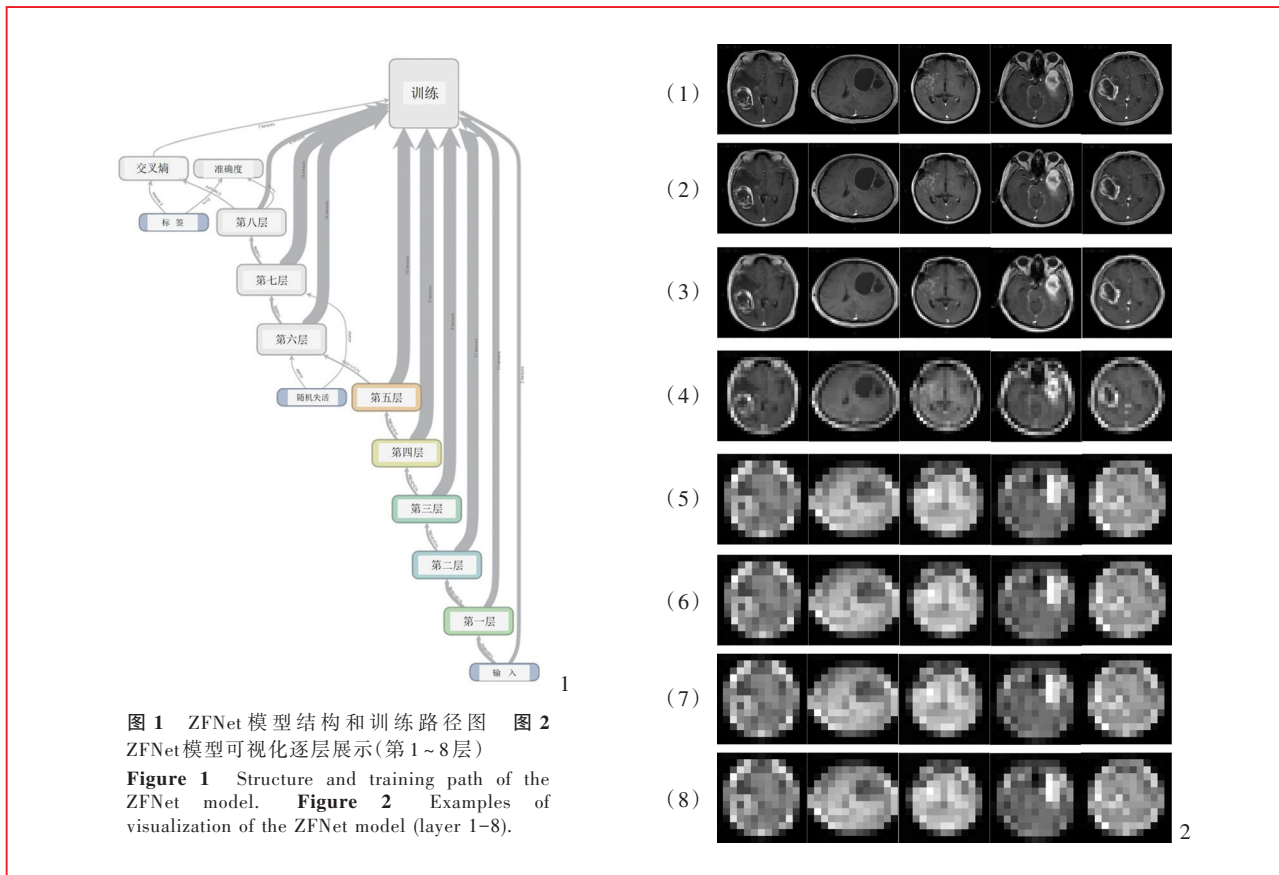 训练
交叉熵
准确度
标 签
第八层
第七层
第六层
随机失活
第五层
第四层
第三层
第二层
第一层
输 入
1
图 1 ZFNet 模型结构和训练路径图 图 2
ZFNet模型可视化逐层展示(第1~8层)
Figure 1 Structure and training path of the
ZFNet model. Figure 2 Examples of
visualization of the ZFNet model (layer 1-8).
(1)
(2)
(3)
(4)
(5)
(6)
(7)
(8)
2